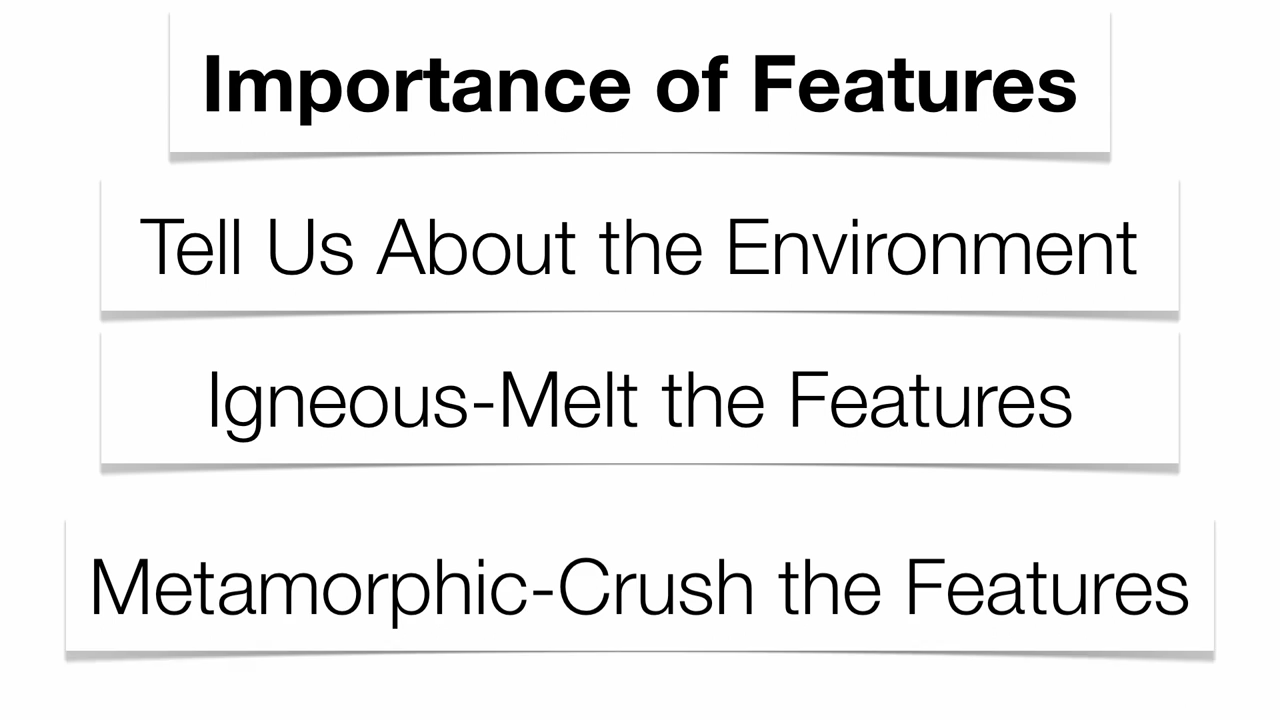 Importance of Features
Tell Us About the Environment
Igneous-Melt the Features
Metamorphic-Crush the Features